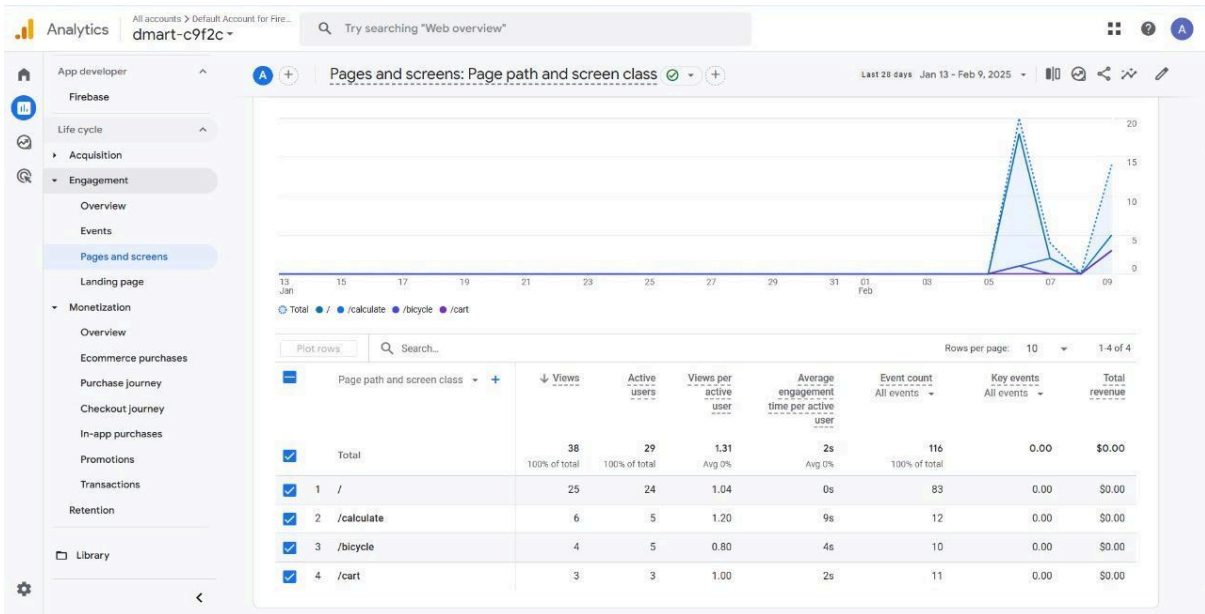 All accounts > Default Account for Fire...
Analytics
dmart-c9f2c
Try searching "Web overview"
A
App developer
Firebase
Life cycle
Acquisition
Engagement
Overview
Events
Pages and screens
Landing page
Monetization
Overview
Ecommerce purchases
Purchase journey
Checkout journey
In-app purchases
Promotions
Transactions
Retention
Library
A
Pages and screens: Page path and screen class
Last 28 days Jan 13 - Feb 9, 2025
20
15
10
5
0
13 15 17 19 21 23 25 27 29 31 01 03 05 07 09
Jan Feb
Total / /calculate /bicycle /cart
Plot rows Search... Rows per page: 10 1-4 of 4
Page path and screen class + Views Active users Views per active user Average engagement time per active user Event count Key events Total revenue
All events All events
Total 38 29 1.31 2s 116 0.00 $0.00
100% of total 100% of total Avg 0% Avg 0% 100% of total
1 / 25 24 1.04 0s 83 0.00 $0.00
2 /calculate 6 5 1.20 9s 12 0.00 $0.00
3 /bicycle 4 5 0.80 4s 10 0.00 $0.00
4 /cart 3 3 1.00 2s 11 0.00 $0.00